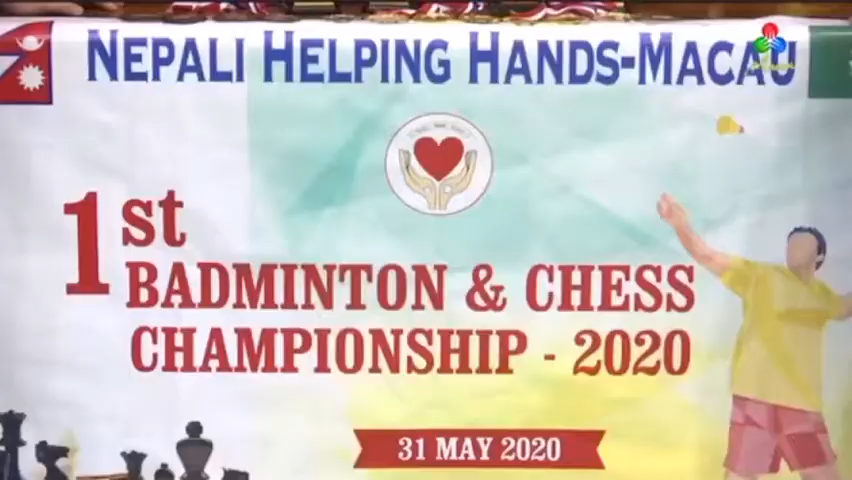 NEPALI HELPING HANDS-MACAU
1st
BADMINTON & CHESS
CHAMPIONSHIP - 2020
31 MAY 2020